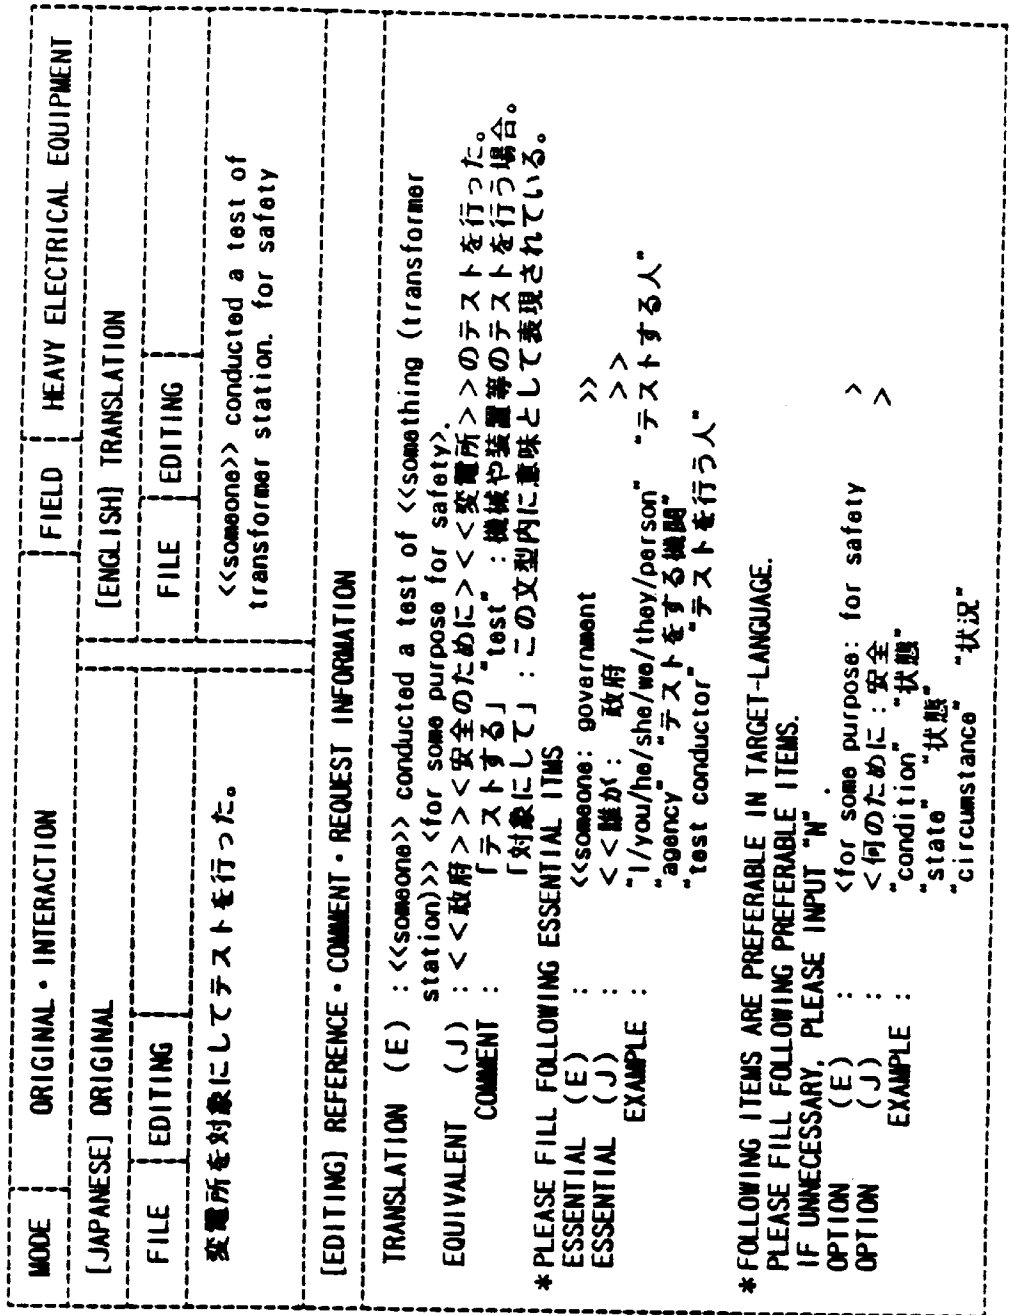 MODE ORIGINAL・INTERACTION FIELD HEAVY ELECTRICAL EQUIPMENT
[JAPANESE] ORIGINAL [ENGLISH] TRANSLATION
FILE EDITING FILE EDITING
変電所を対象にしてテストを行った。
<<someone>> conducted a test of
transformer station. for safety
[EDITING] REFERENCE・COMMENT・REQUEST INFORMATION
TRANSLATION (E) : <<someone>> conducted a test of <<something (transformer
station)>> <for some purpose for safety>.
EQUIVALENT (J) : <<政府>><安全のために><<変電所>>のテストを行った。
COMMENT : 「テストする」"test" : 機械や装置等のテストを行う場合。
「対象にして」: この文型内に意味として表現されている。
*PLEASE FILL FOLLOWING ESSENTIAL ITMS
ESSENTIAL (E) : <<someone: government >>
ESSENTIAL (J) : <<誰が: 政府 >>
EXAMPLE : "I/you/he/she/we/they/person" "テストする人"
"agency" "テストをする機関"
"test conductor" "テストを行う人"
*FOLLOWING ITEMS ARE PREFERABLE IN TARGET-LANGUAGE.
PLEASE FILL FOLLOWING PREFERABLE ITEMS.
IF UNNECESSARY, PLEASE INPUT "N".
OPTION (E) : <for some purpose: for safety >
OPTION (J) : <何のために: 安全 >
EXAMPLE : "condition" "状態"
"state" "状態"
"circumstance" "状況"